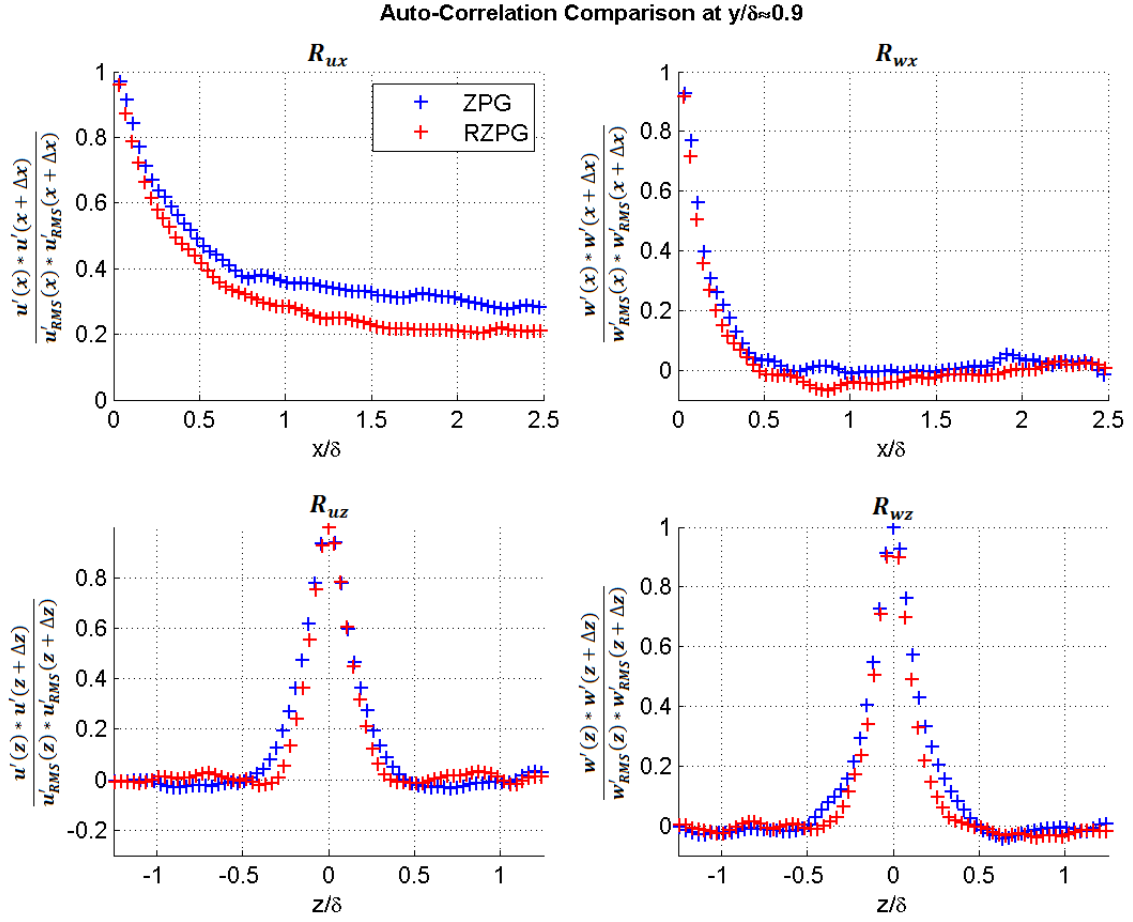 Auto-Correlation Comparison at y/δ≈0.9
R_ux
u′(x) * u′(x + Δx)
u′_RMS(x) * u′_RMS(x + Δx)
1
0.8
0.6
0.4
0.2
0
ZPG
RZPG
0 0.5 1 1.5 2 2.5
x/δ
R_wx
w′(x) * w′(x + Δx)
w′_RMS(x) * w′_RMS(x + Δx)
1
0.8
0.6
0.4
0.2
0
0 0.5 1 1.5 2 2.5
x/δ
R_uz
u′(z) * u′(z + Δz)
u′_RMS(z) * u′_RMS(z + Δz)
0.8
0.6
0.4
0.2
0
-0.2
-1 -0.5 0 0.5 1
z/δ
R_wz
w′(z) * w′(z + Δz)
w′_RMS(z) * w′_RMS(z + Δz)
1
0.8
0.6
0.4
0.2
0
-1 -0.5 0 0.5 1
z/δ